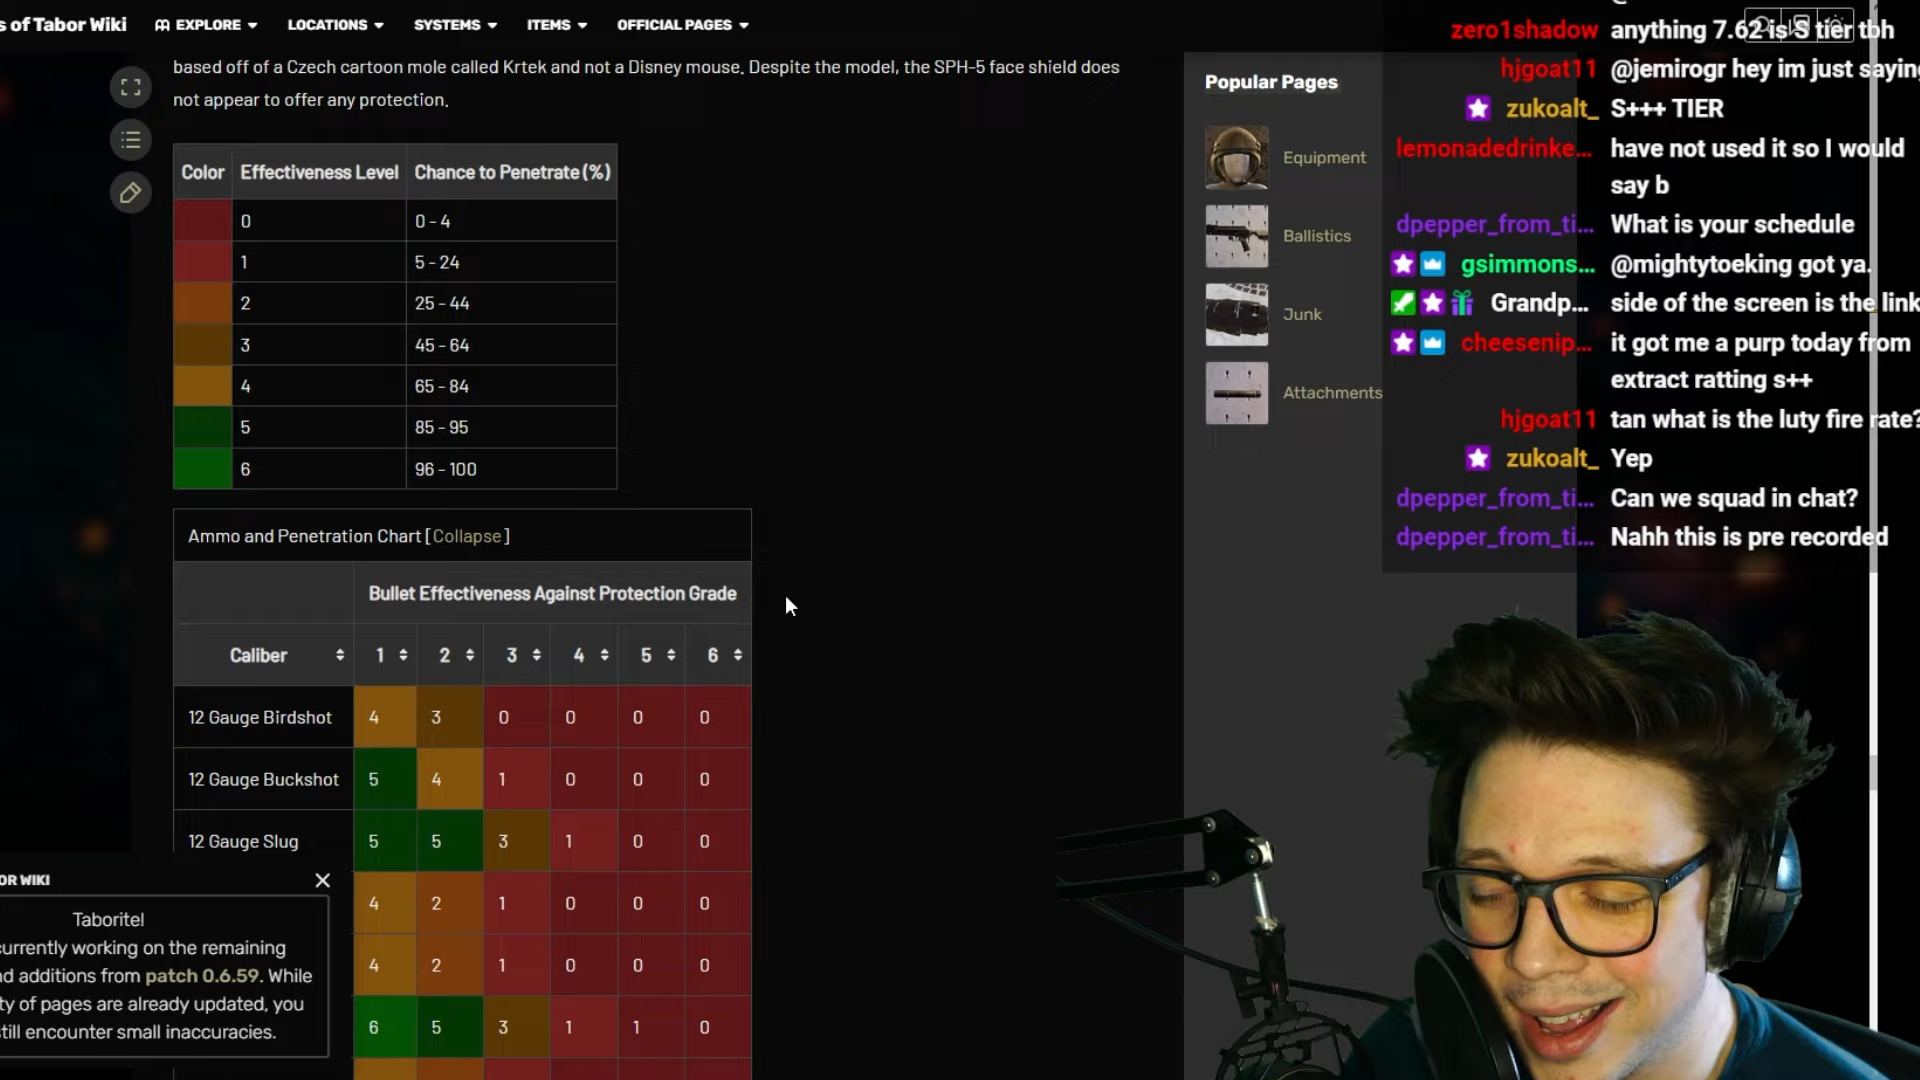 s of Tabor Wiki
EXPLORE
LOCATIONS
SYSTEMS
ITEMS
OFFICIAL PAGES
based off of a Czech cartoon mole called Krtek and not a Disney mouse. Despite the model, the SPH-5 face shield does
not appear to offer any protection.
Color Effectiveness Level Chance to Penetrate (%)
0 0 - 4
1 5 - 24
2 25 - 44
3 45 - 64
4 65 - 84
5 85 - 95
6 96 - 100
Ammo and Penetration Chart [Collapse]
Bullet Effectiveness Against Protection Grade
Caliber 1 2 3 4 5 6
12 Gauge Birdshot 4 3 0 0 0 0
12 Gauge Buckshot 5 4 1 0 0 0
12 Gauge Slug 5 5 3 1 0 0
4 2 1 0 0 0
4 2 1 0 0 0
6 5 3 1 1 0
OR WIKI
Taborite!
currently working on the remaining
nd additions from patch 0.6.59. While
ty of pages are already updated, you
still encounter small inaccuracies.
Popular Pages
Equipment
Ballistics
Junk
Attachments
zero1shadow anything 7.62 is S tier tbh
hjgoat11 @jemirogr hey im just saying
zukoalt_ S+++ TIER
lemonadedrinke... have not used it so I would
say b
dpepper_from_ti... What is your schedule
gsimmons... @mightytoeking got ya.
Grandp... side of the screen is the link
cheesenip... it got me a purp today from
extract ratting s++
hjgoat11 tan what is the luty fire rate?
zukoalt_ Yep
dpepper_from_ti... Can we squad in chat?
dpepper_from_ti... Nahh this is pre recorded